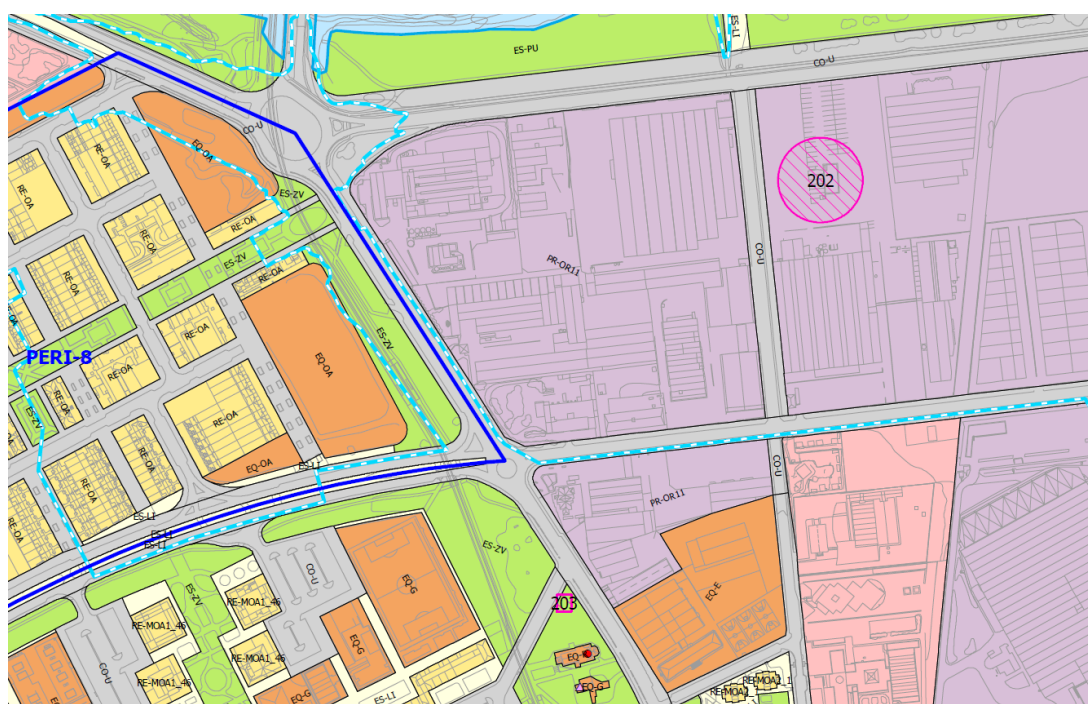 ES-LI
ES-PU
CO-U
CO-U
RE-OA
EQ-OA
202
RE-OA
ES-ZV
RE-OA
RE-OA
CO-U
ES-ZV
PR-OR11
RE-OA
RE-OA
RE-OA
ES-ZV
PERI-8
EQ-OA
RE-OA
RE-OA
RE-OA
ES-ZV
RE-OA
EQ-OA
ES-LI
RE-OA
CO-U
RE-OA
PR-OR11
ES-LI
RE-OA
ES-LI
ES-LI
ES-ZV
CO-U
EQ-G
ES-ZV
EQ-E
RE-MOA1_46
203
RE-MOA1_46
EQ-G
RE-MOA1_46
CO-U
RE-MOA1_46
EQ-G
EQ-G
ES-LI